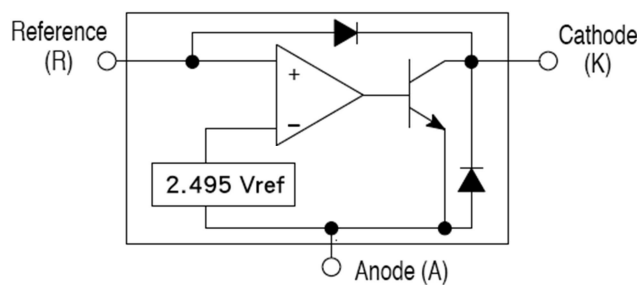 Reference
(R)
Cathode
(K)
+
−
2.495 Vref
Anode (A)